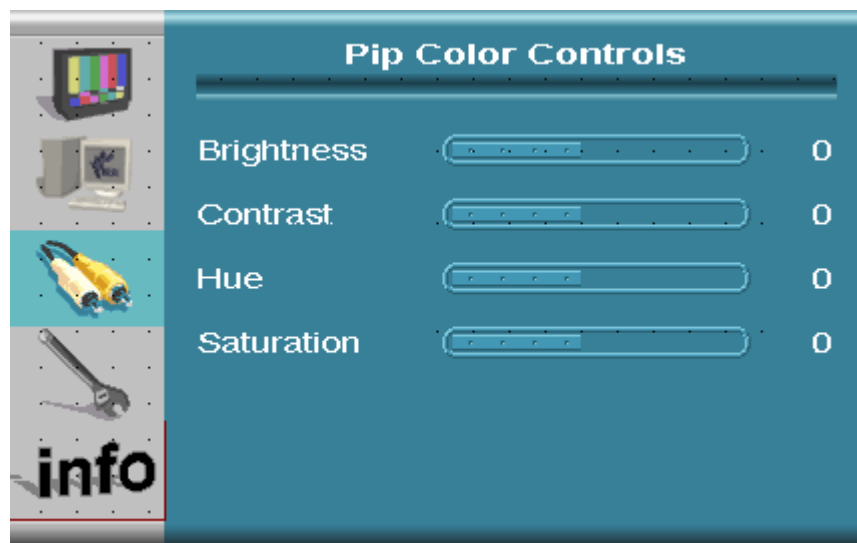 Pip Color Controls
Brightness 0
Contrast 0
Hue 0
Saturation 0
info